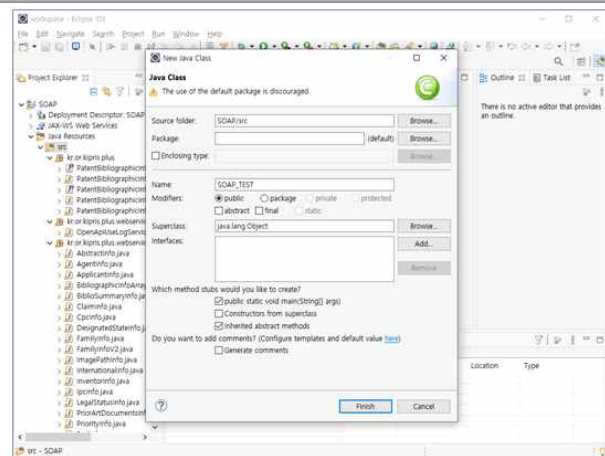 workspace - Eclipse IDE
File Edit Navigate Search Project Run Window Help
Project Explorer
SOAP
Deployment Descriptor: SOAP
JAX-WS Web Services
Java Resources
src
kr.or.kipris.plus
PatentBibliographicInf
PatentBibliographicInf
PatentBibliographicInf
PatentBibliographicInf
PatentBibliographicInf
kr.or.kipris.plus.webservic
OpenApiUseLogServic
kr.or.kipris.plus.webservic
AbstractInfo.java
AgentInfo.java
ApplicantInfo.java
BibliographicInfoArray
BiblioSummaryInfo.jav
ClaimInfo.java
CpcInfo.java
DesignatedStateInfo.ja
FamilyInfo.java
FamilyInfoV2.java
ImagePathInfo.java
InternationalInfo.java
InventorInfo.java
IpcInfo.java
LegalStatusInfo.java
PriorArtDocumentsInf
PriorityInfo.java
src - SOAP
New Java Class
Java Class
The use of the default package is discouraged.
Source folder: SOAP/src Browse...
Package: (default) Browse...
Enclosing type: Browse...
Name: SOAP_TEST
Modifiers: public package private protected
abstract final static
Superclass: java.lang.Object Browse...
Interfaces: Add...
Remove
Which method stubs would you like to create?
public static void main(String[] args)
Constructors from superclass
Inherited abstract methods
Do you want to add comments? (Configure templates and default value here)
Generate comments
Finish Cancel
Outline Task List
There is no active editor that provides
an outline.
Location Type